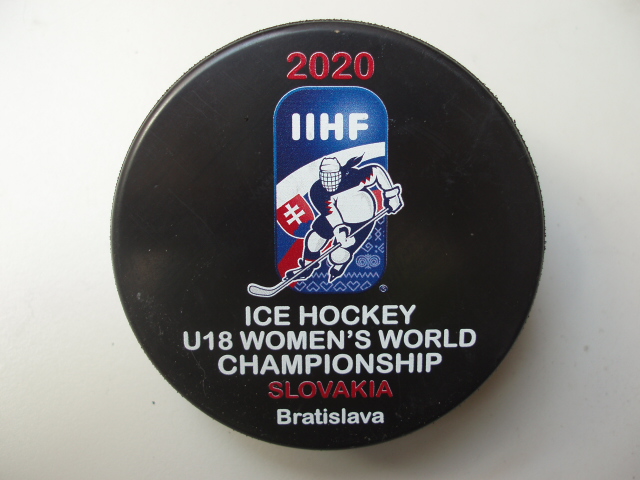 2020
IIHF
®
ICE HOCKEY
U18 WOMEN'S WORLD
CHAMPIONSHIP
SLOVAKIA
Bratislava